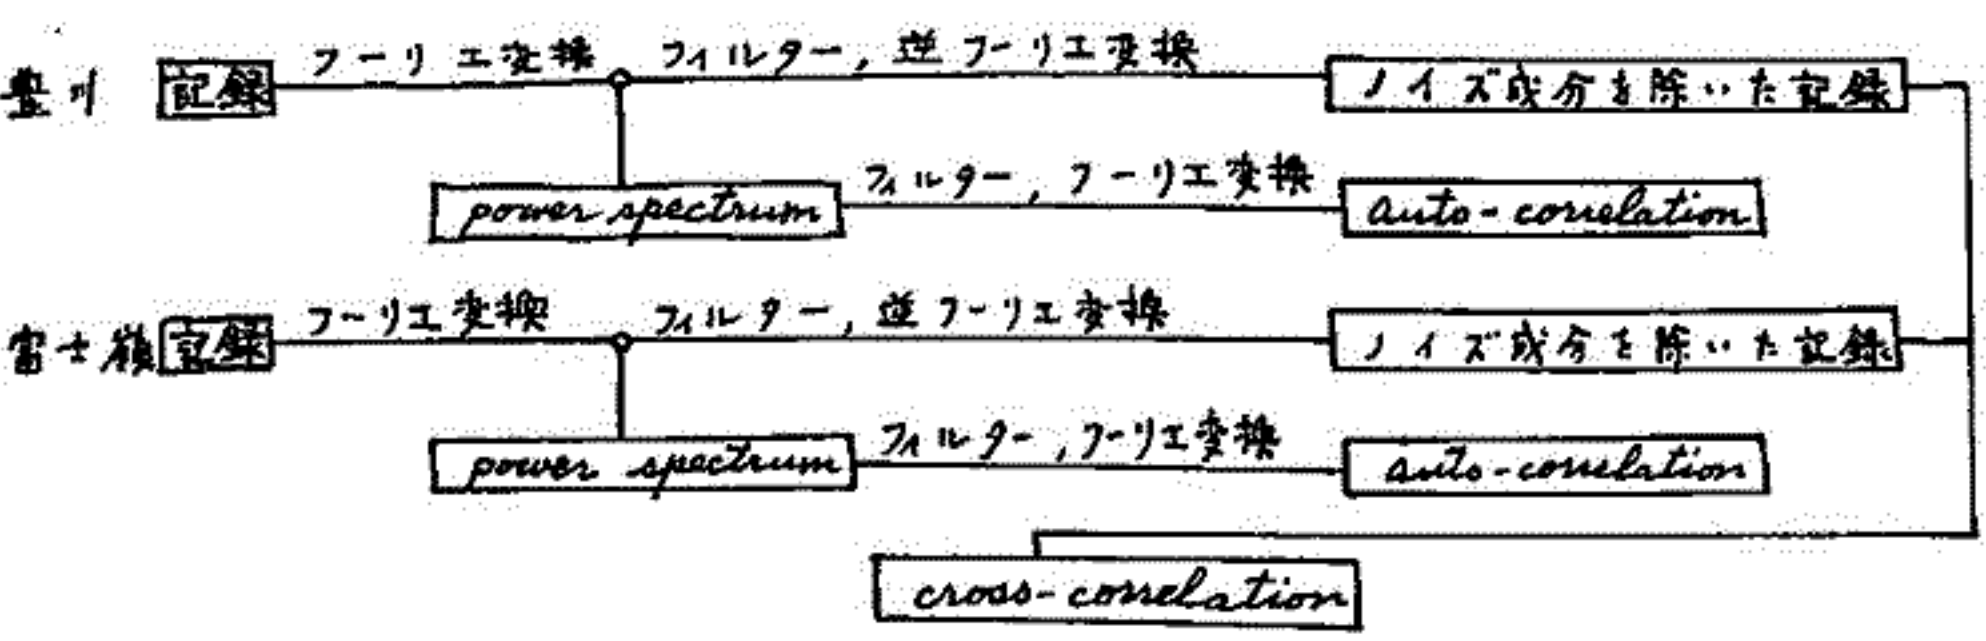 フーリエ変換 フィルター, 逆フーリエ変換
豊川 記録 ノイズ成分を除いた記録
フィルター, フーリエ変換
power spectrum auto-correlation
フーリエ変換 フィルター, 逆フーリエ変換
富士嶺 記録 ノイズ成分を除いた記録
フィルター, フーリエ変換
power spectrum auto-correlation
cross-correlation